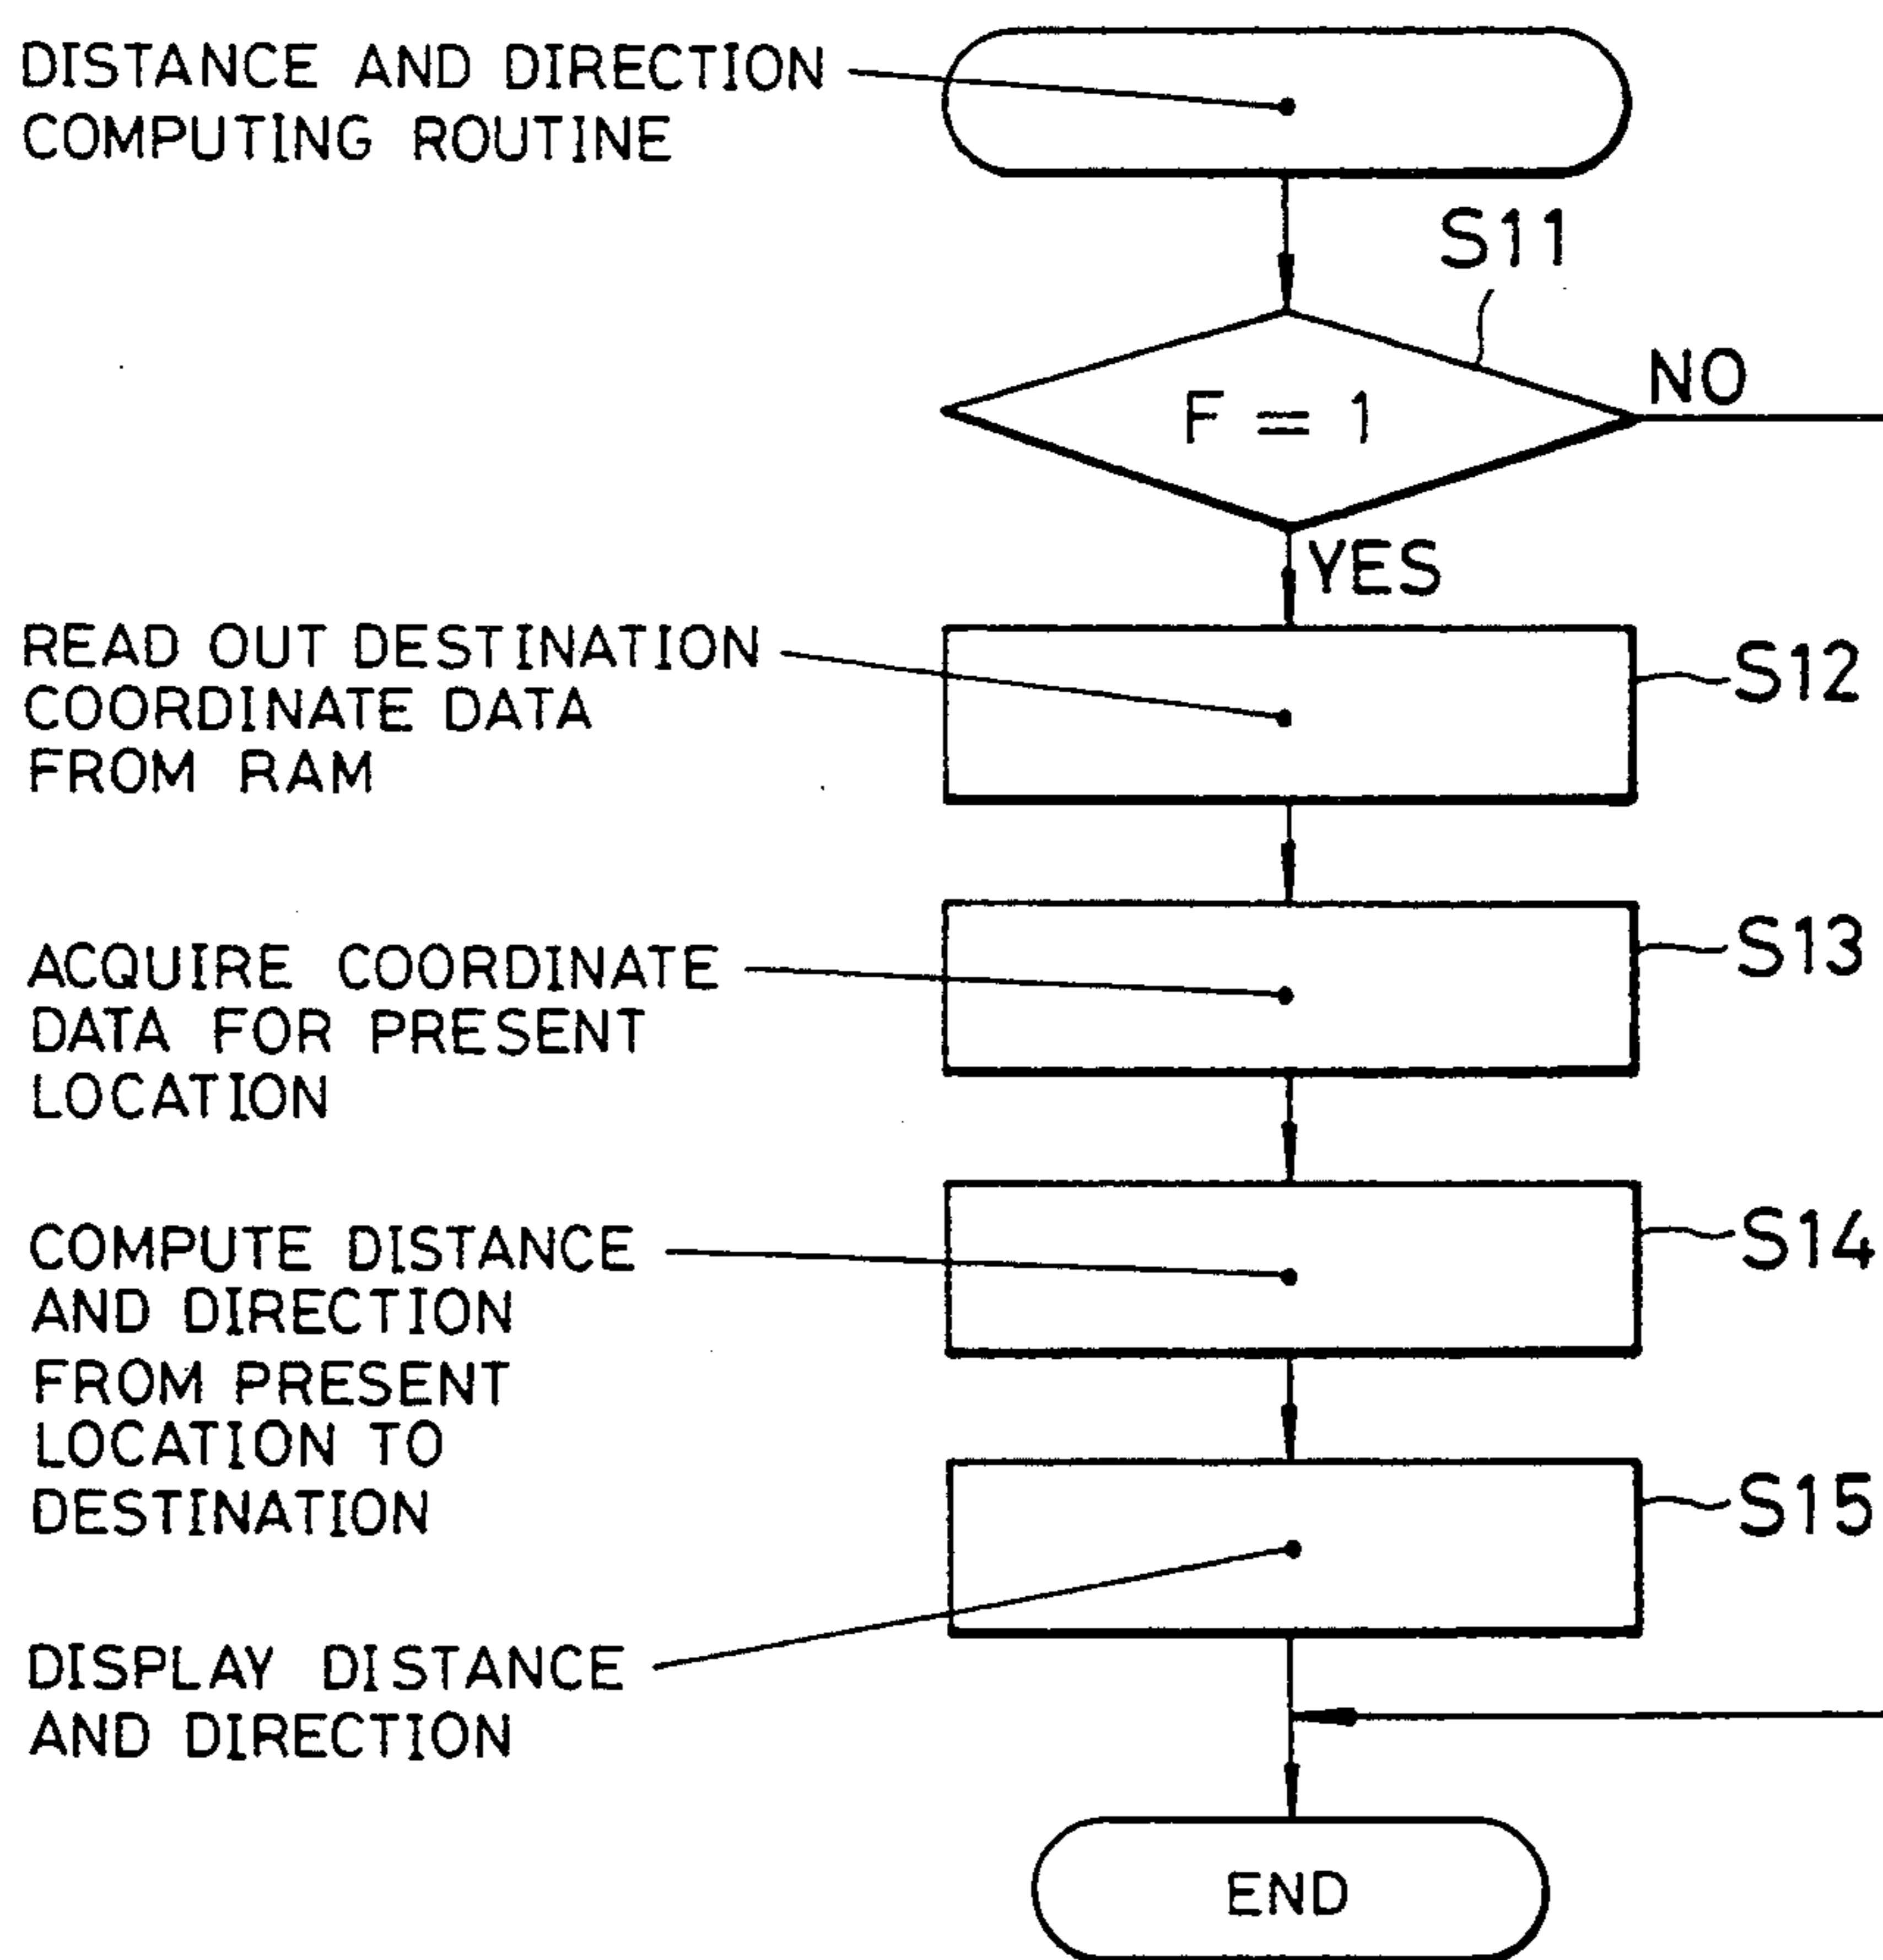 DISTANCE AND DIRECTION
COMPUTING ROUTINE
S11
F = 1
NO
YES
READ OUT DESTINATION
COORDINATE DATA
FROM RAM
S12
ACQUIRE COORDINATE
DATA FOR PRESENT
LOCATION
S13
COMPUTE DISTANCE
AND DIRECTION
FROM PRESENT
LOCATION TO
DESTINATION
S14
S15
DISPLAY DISTANCE
AND DIRECTION
END